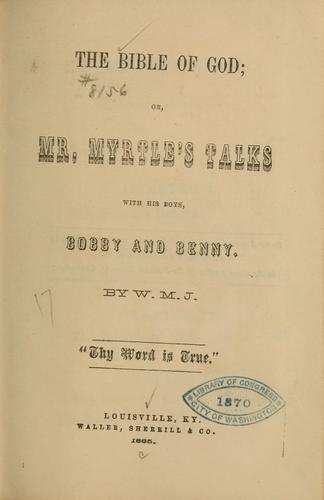 THE BIBLE OF GOD;
#8156
OR,
MR. MYRTLE'S TALKS
WITH HIS BOYS,
BOBBY AND BENNY.
17
BY W. M. J.
"Thy Word is True."
LIBRARY OF CONGRESS
1870
CITY OF WASHINGTON
LOUISVILLE, KY.
WALLER, SHERRILL & CO.
1865.
c